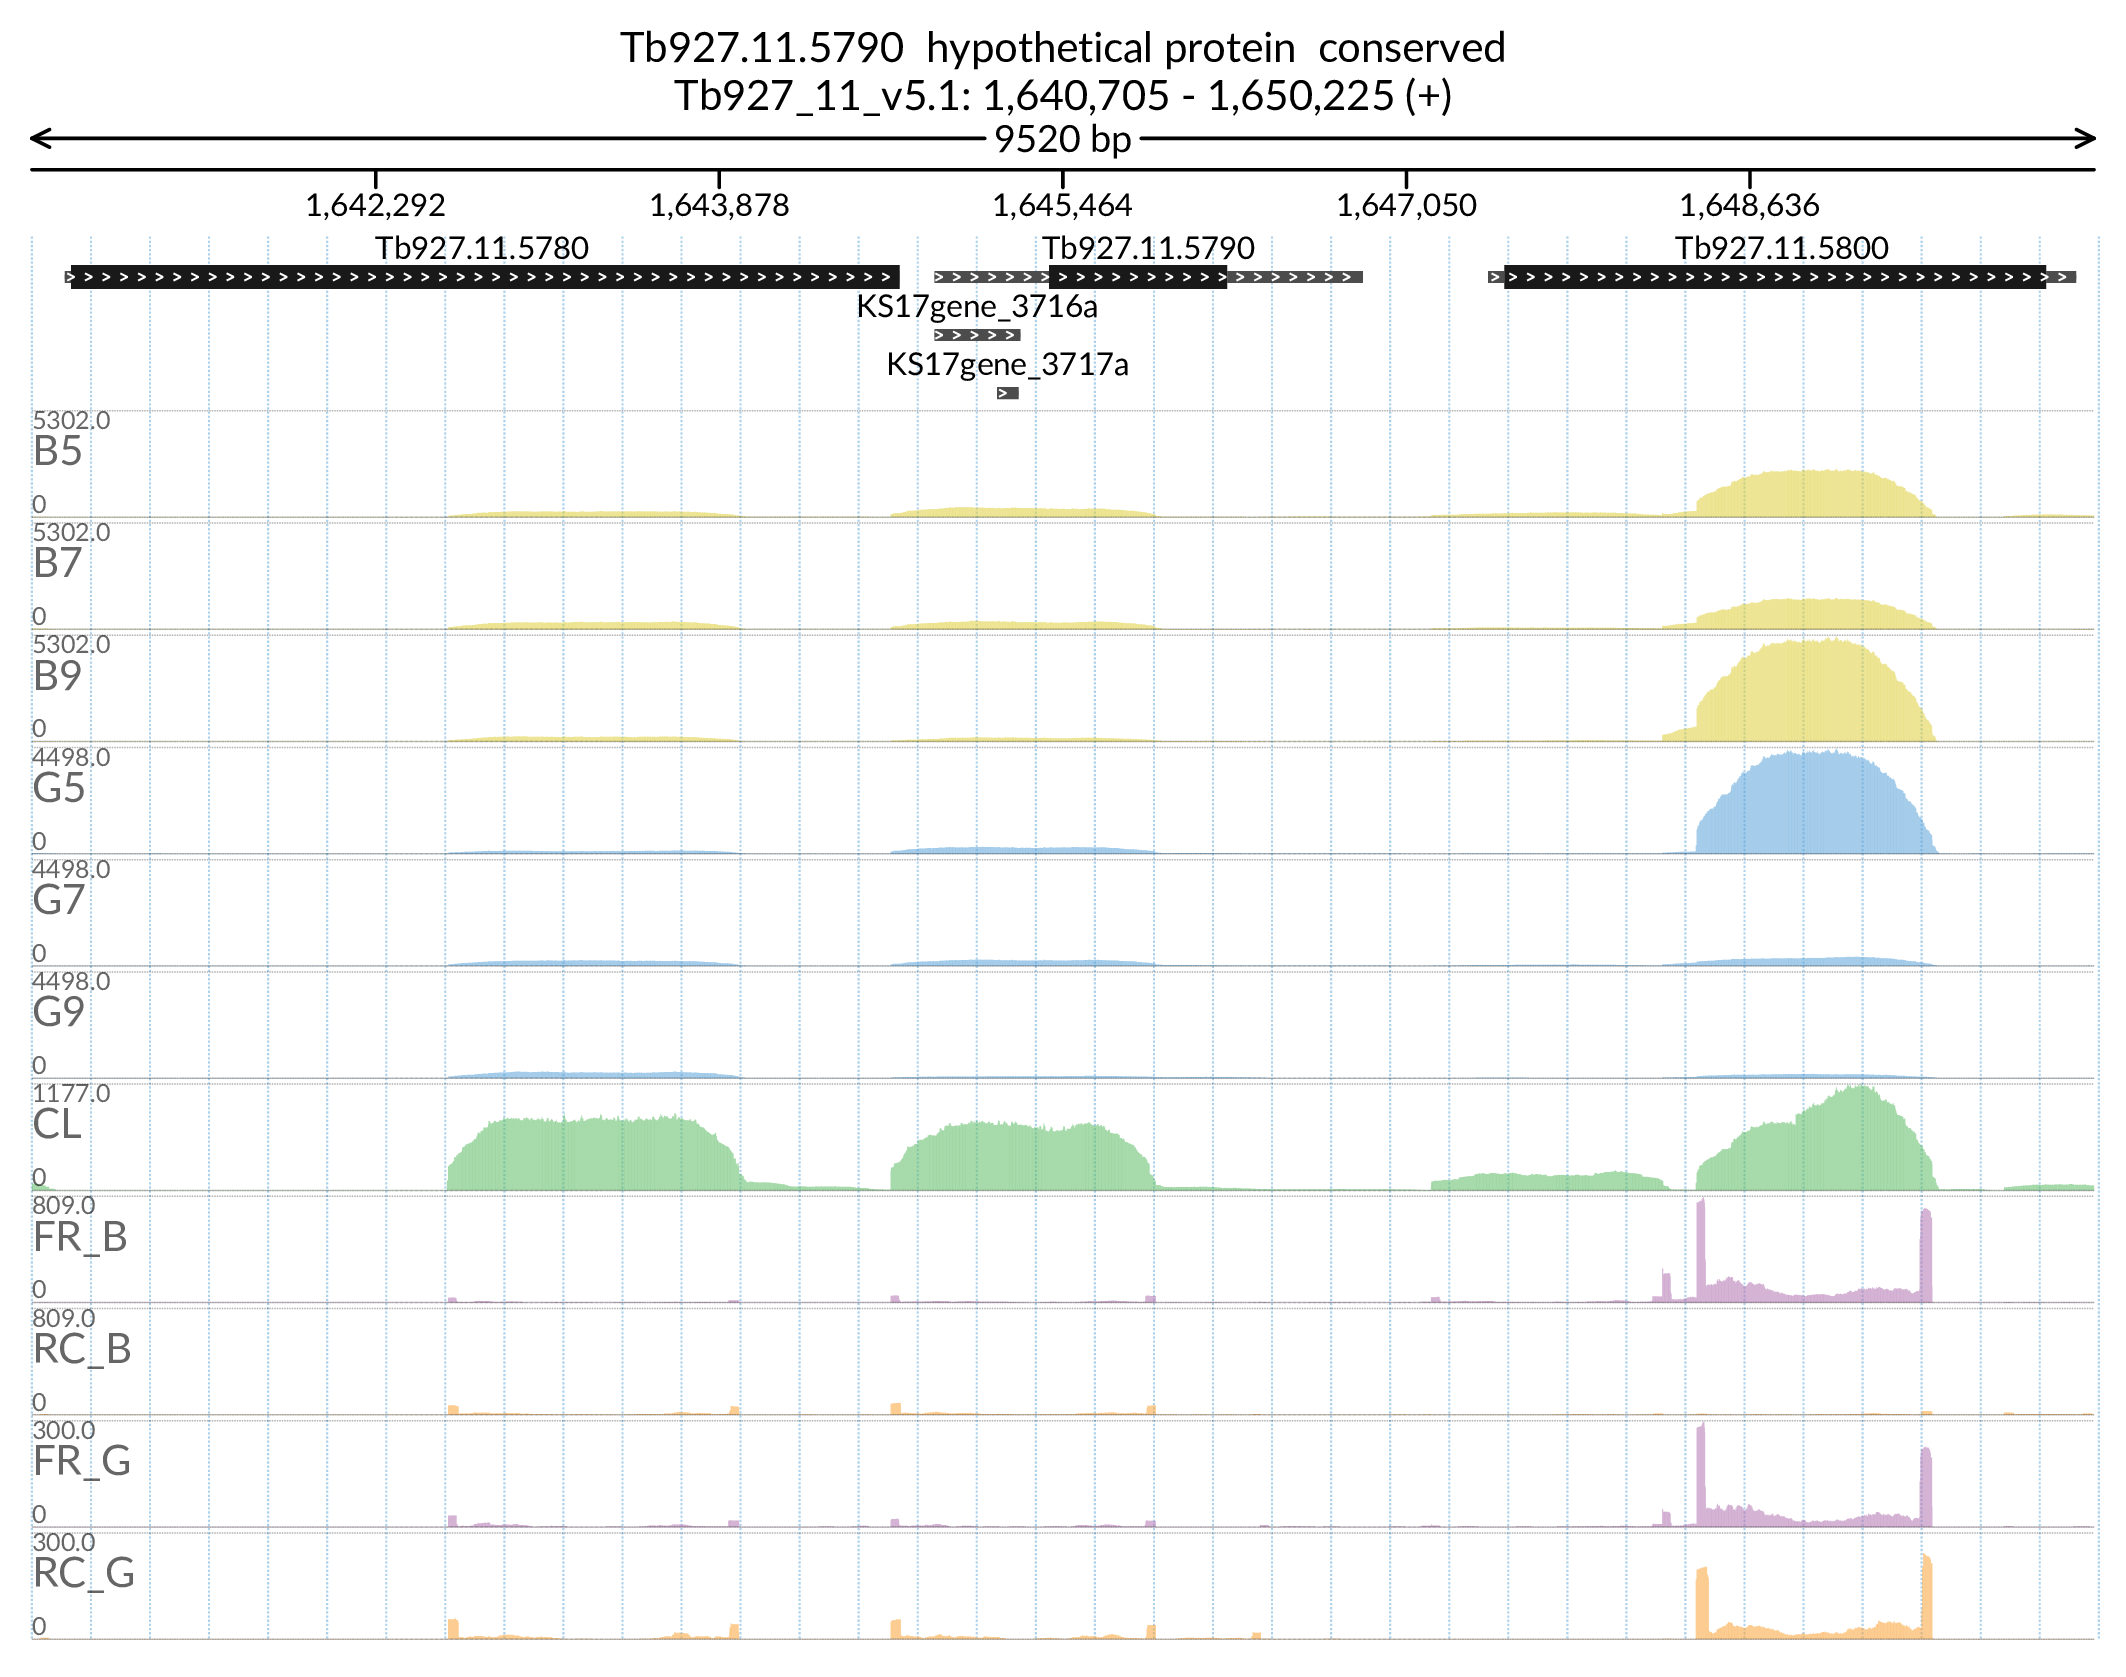 Tb927.11.5790  hypothetical protein  conserved
Tb927_11_v5.1: 1,640,705 - 1,650,225 (+)
9520 bp
1,642,292 1,643,878 1,645,464 1,647,050 1,648,636
Tb927.11.5780 Tb927.11.5790 Tb927.11.5800
KS17gene_3716a
KS17gene_3717a
5302.0
B5
0
5302.0
B7
0
5302.0
B9
0
4498.0
G5
0
4498.0
G7
0
4498.0
G9
0
1177.0
CL
0
809.0
FR_B
0
809.0
RC_B
0
300.0
FR_G
0
300.0
RC_G
0